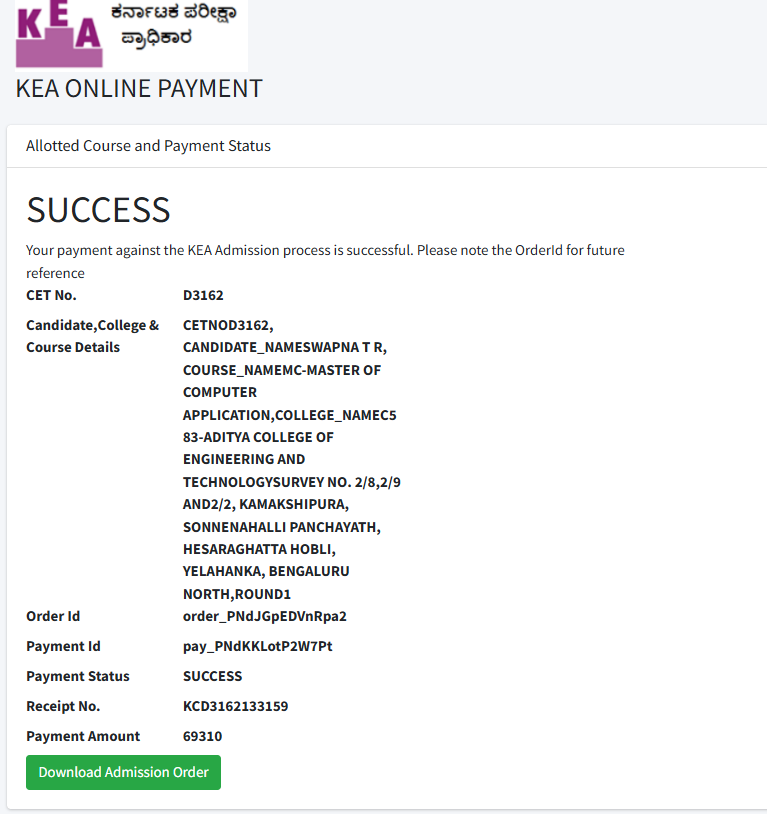 KEA
ಕರ್ನಾಟಕ ಪರೀಕ್ಷಾ
ಪ್ರಾಧಿಕಾರ
KEA ONLINE PAYMENT
Allotted Course and Payment Status
SUCCESS
Your payment against the KEA Admission process is successful. Please note the OrderId for future
reference
CET No. D3162
Candidate,College & CETNOD3162,
Course Details CANDIDATE_NAMESWAPNA T R,
COURSE_NAMEMC-MASTER OF
COMPUTER
APPLICATION,COLLEGE_NAMEC5
83-ADITYA COLLEGE OF
ENGINEERING AND
TECHNOLOGYSURVEY NO. 2/8,2/9
AND2/2, KAMAKSHIPURA,
SONNENAHALLI PANCHAYATH,
HESARAGHATTA HOBLI,
YELAHANKA, BENGALURU
NORTH,ROUND1
Order Id order_PNdJGpEDVnRpa2
Payment Id pay_PNdKKLotP2W7Pt
Payment Status SUCCESS
Receipt No. KCD3162133159
Payment Amount 69310
Download Admission Order